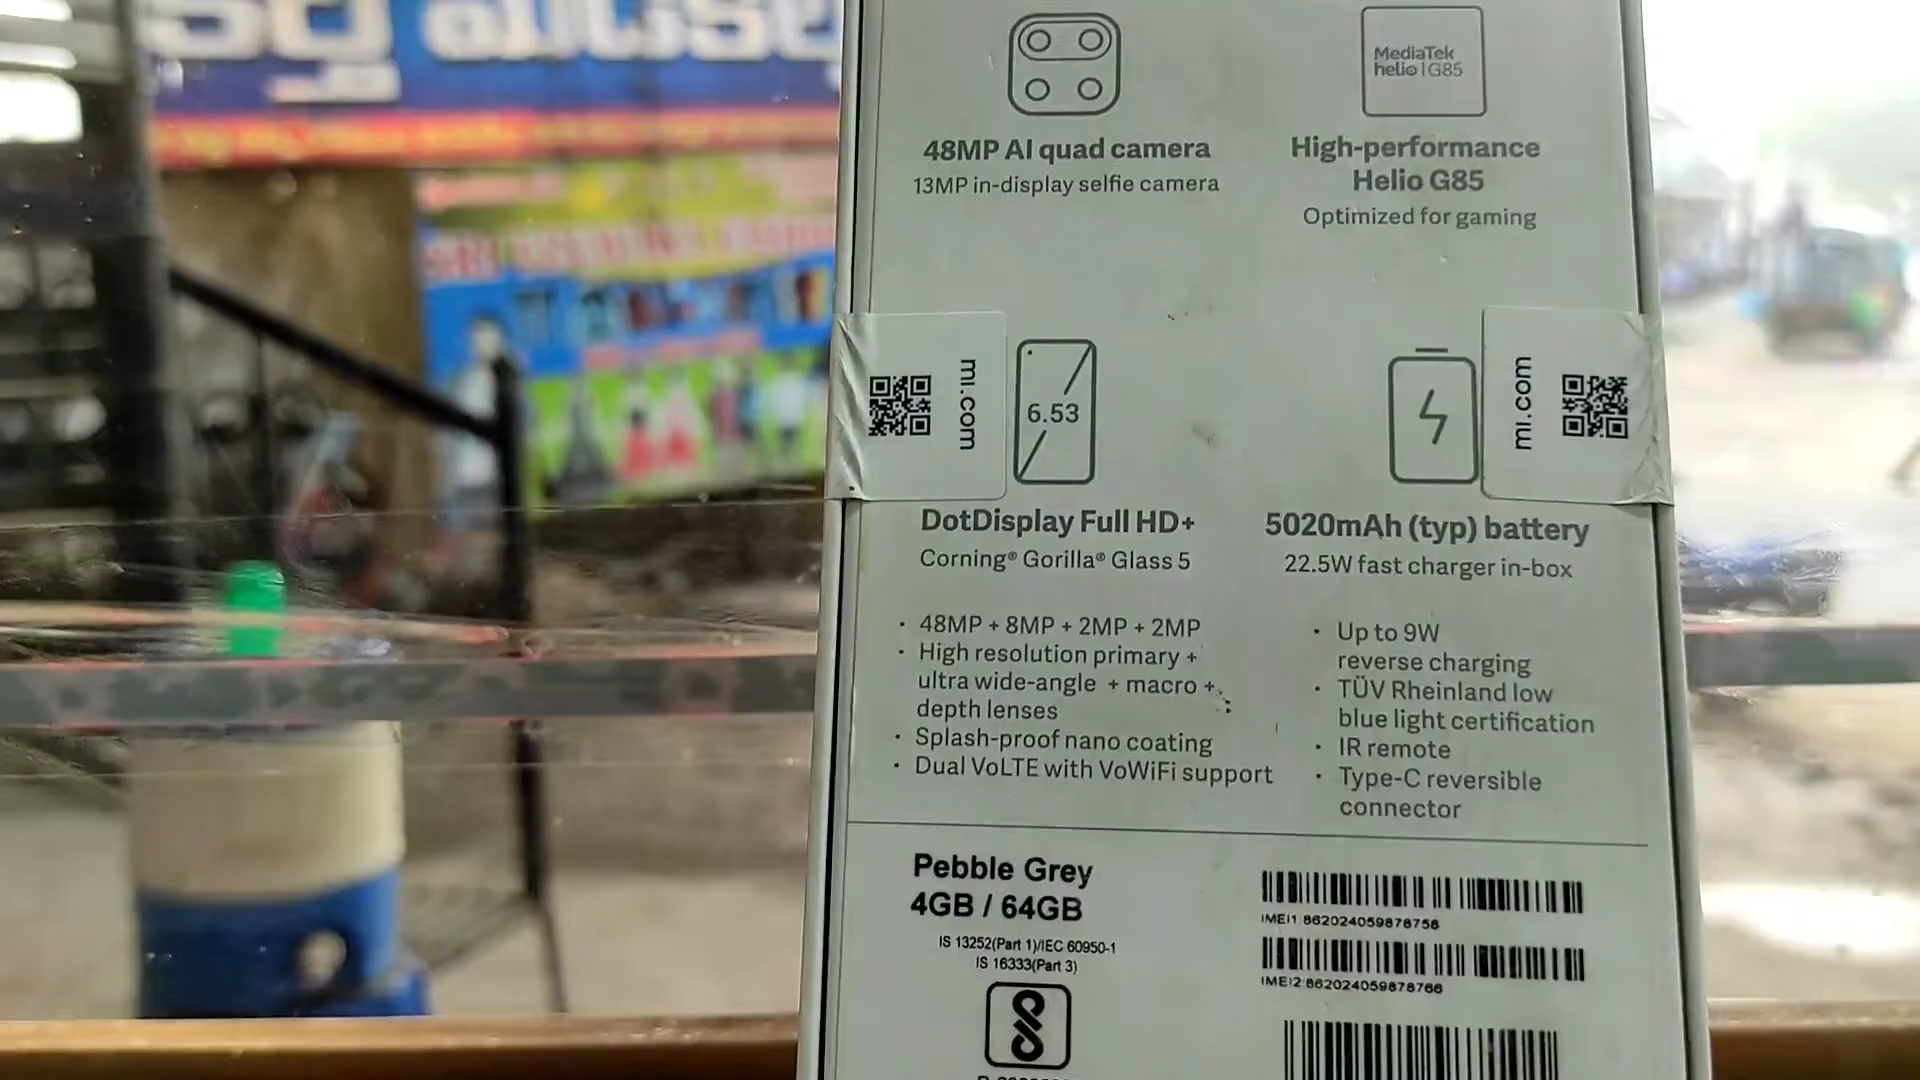 MediaTek
helio | G85
48MP AI quad camera
13MP in-display selfie camera
High-performance
Helio G85
Optimized for gaming
mi.com
6.53
mi.com
DotDisplay Full HD+
Corning® Gorilla® Glass 5
5020mAh (typ) battery
22.5W fast charger in-box
• 48MP + 8MP + 2MP + 2MP
• High resolution primary +
ultra wide-angle + macro +
depth lenses
• Splash-proof nano coating
• Dual VoLTE with VoWiFi support
• Up to 9W
reverse charging
• TÜV Rheinland low
blue light certification
• IR remote
• Type-C reversible
connector
Pebble Grey
4GB / 64GB
IS 13252(Part 1)/IEC 60950-1
IS 16333(Part 3)
IMEI1:862024059878758
IMEI2:862024059878766